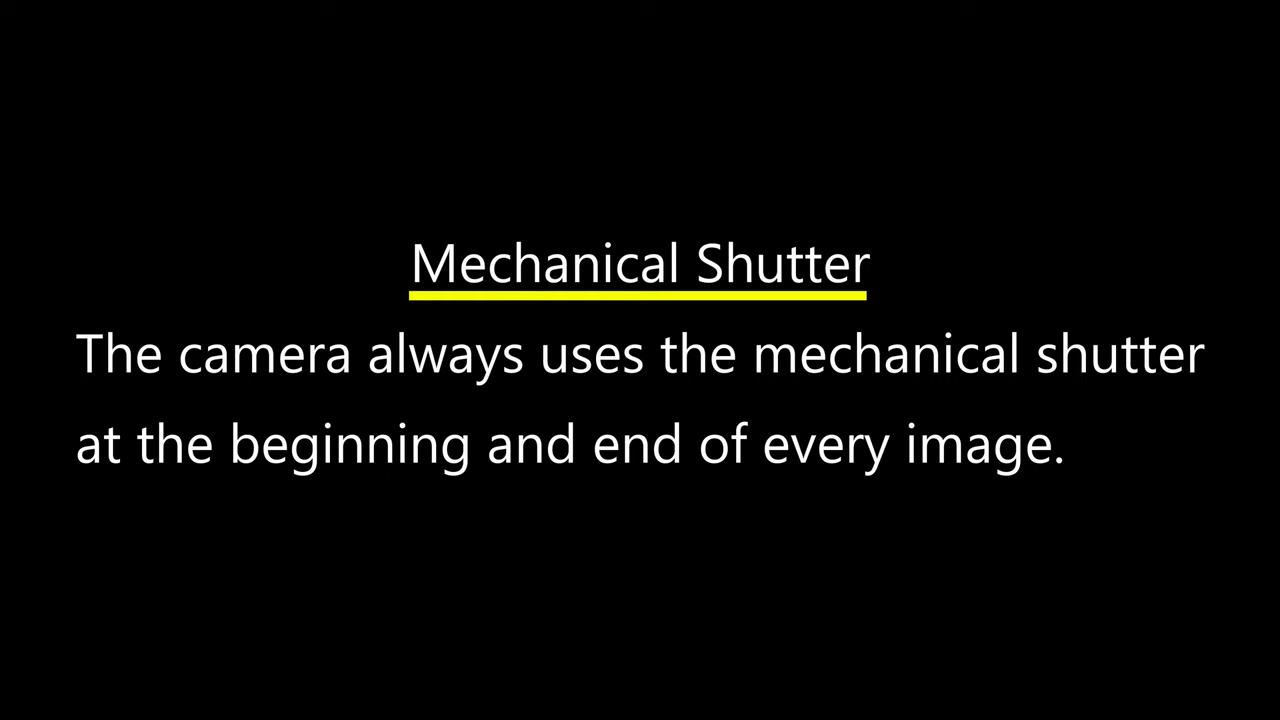 Mechanical Shutter
The camera always uses the mechanical shutter
at the beginning and end of every image.